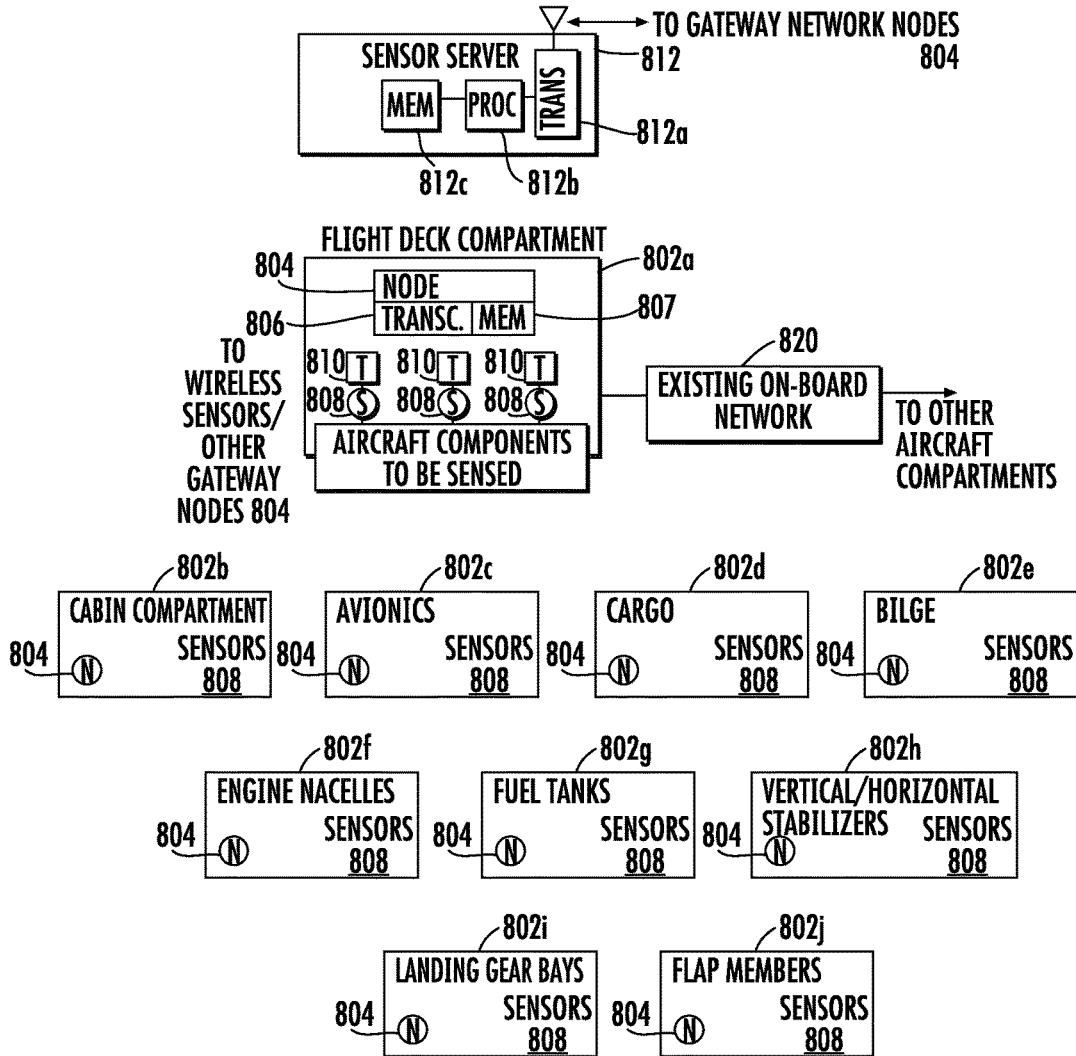 TO GATEWAY NETWORK NODES
804
SENSOR SERVER
812
MEM
PROC
TRANS
812a
812c
812b
FLIGHT DECK COMPARTMENT
802a
804
NODE
806
TRANSC.
MEM
807
TO
WIRELESS
SENSORS/
OTHER
GATEWAY
NODES 804
810 T 810 T 810 T
808 S 808 S 808 S
AIRCRAFT COMPONENTS
TO BE SENSED
820
EXISTING ON-BOARD
NETWORK
TO OTHER
AIRCRAFT
COMPARTMENTS
802b
CABIN COMPARTMENT
SENSORS
808
804 N
802c
AVIONICS
SENSORS
808
804 N
802d
CARGO
SENSORS
808
804 N
802e
BILGE
SENSORS
808
804 N
802f
ENGINE NACELLES
SENSORS
808
804 N
802g
FUEL TANKS
SENSORS
808
804 N
802h
VERTICAL/HORIZONTAL
STABILIZERS
SENSORS
808
804 N
802i
LANDING GEAR BAYS
SENSORS
808
804 N
802j
FLAP MEMBERS
SENSORS
808
804 N